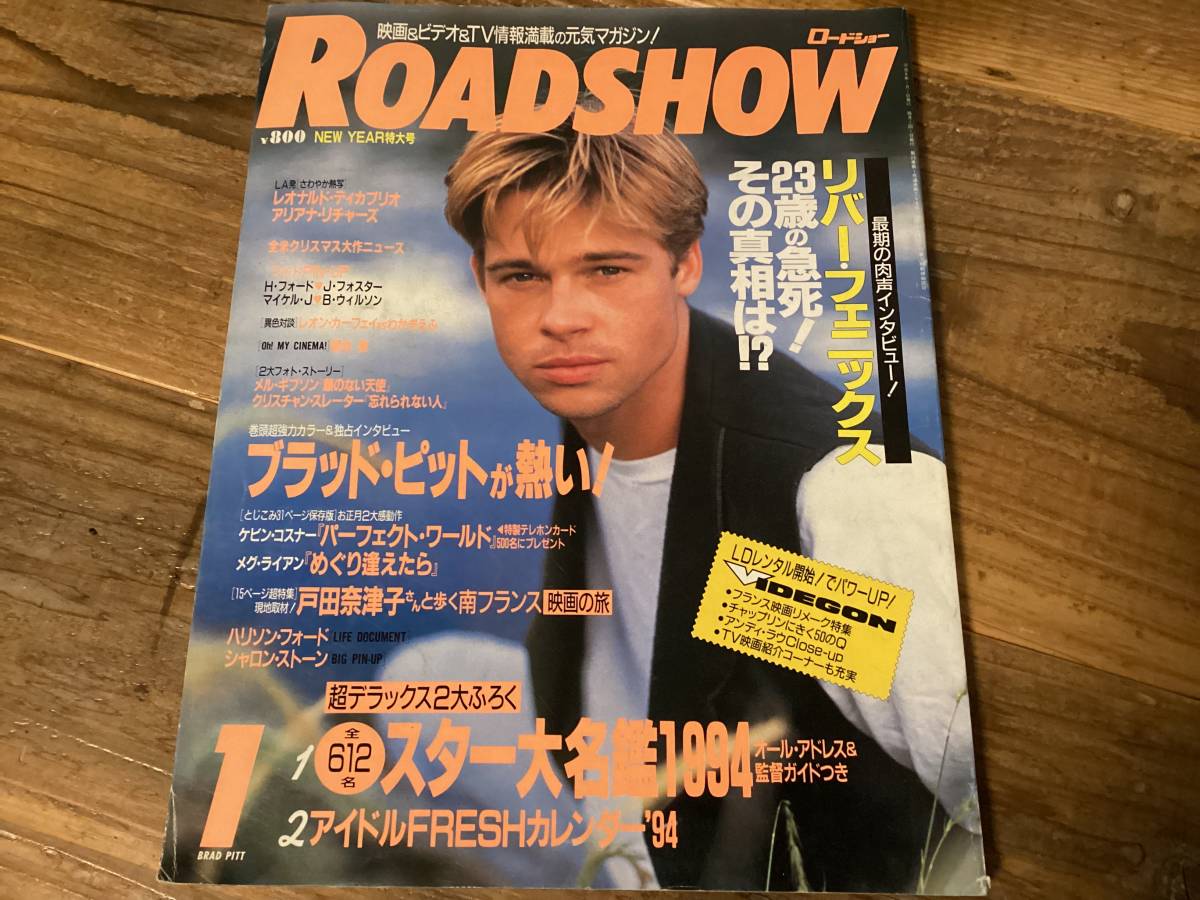 映画&ビデオ&TV情報満載の元気マガジン!
ロードショー
ROADSHOW
¥800 NEW YEAR特大号
最期の肉声インタビュー!
リバー・フェニックス
23歳の急死!
その真相は!?
LA発[さわやか熱写]
レオナルド・ディカプリオ
アリアナ・リチャーズ
全米クリスマス大作ニュース
H・フォード♥J・フォスター
マイケル・J♥B・ウィルソン
[異色対談]レオン・カーフェイvsわかぎえふ
[Oh! MY CINEMA!]
[2大フォト・ストーリー]
メル・ギブソン『顔のない天使』
クリスチャン・スレーター『忘れられない人』
巻頭超強力カラー&独占インタビュー
ブラッド・ピットが熱い!
[とじこみ31ページ保存版]お正月2大感動作
ケビン・コスナー『パーフェクト・ワールド』◀特製テレホンカード
500名にプレゼント
メグ・ライアン『めぐり逢えたら』
[15ページ超特集]
現地取材!戸田奈津子さんと歩く南フランス映画の旅
ハリソン・フォード[LIFE DOCUMENT]
シャロン・ストーン[BIG PIN-UP]
LDレンタル開始!でパワーUP!
VIDEGON
•フランス映画リメーク特集
•チャップリンにきく50のQ
•アンディ・ラウClose-up
•TV映画紹介コーナーも充実
超デラックス2大ふろく
1 全612名 スター大名鑑1994 オール・アドレス&
監督ガイドつき
2 アイドルFRESHカレンダー'94
1
BRAD PITT